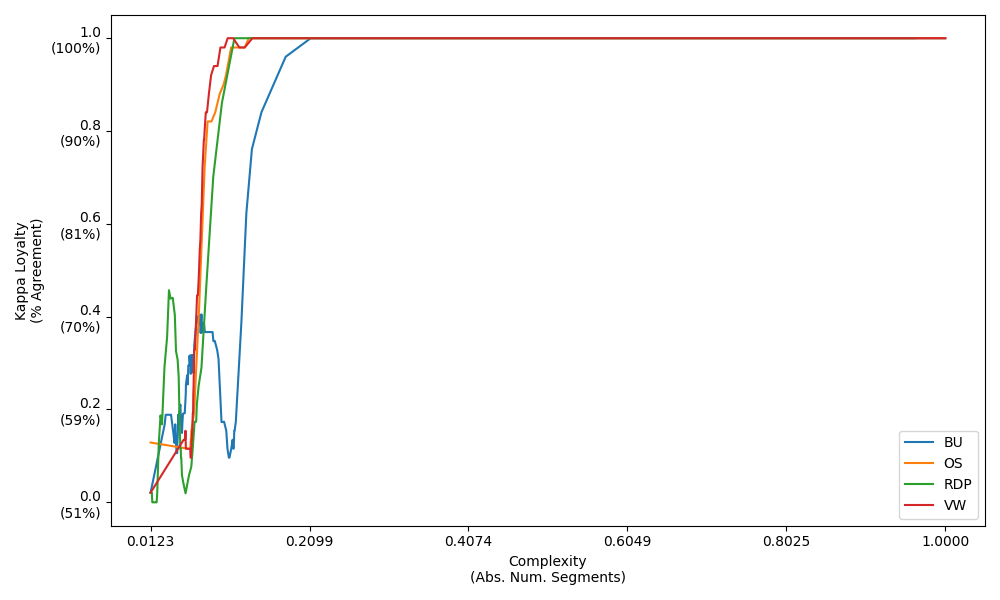 1.0
(100%)
0.8
(90%)
0.6
(81%)
0.4
(70%)
0.2
(59%)
0.0
(51%)
Kappa Loyalty
(% Agreement)
BU
OS
RDP
VW
0.0123
0.2099
0.4074
0.6049
0.8025
1.0000
Complexity
(Abs. Num. Segments)